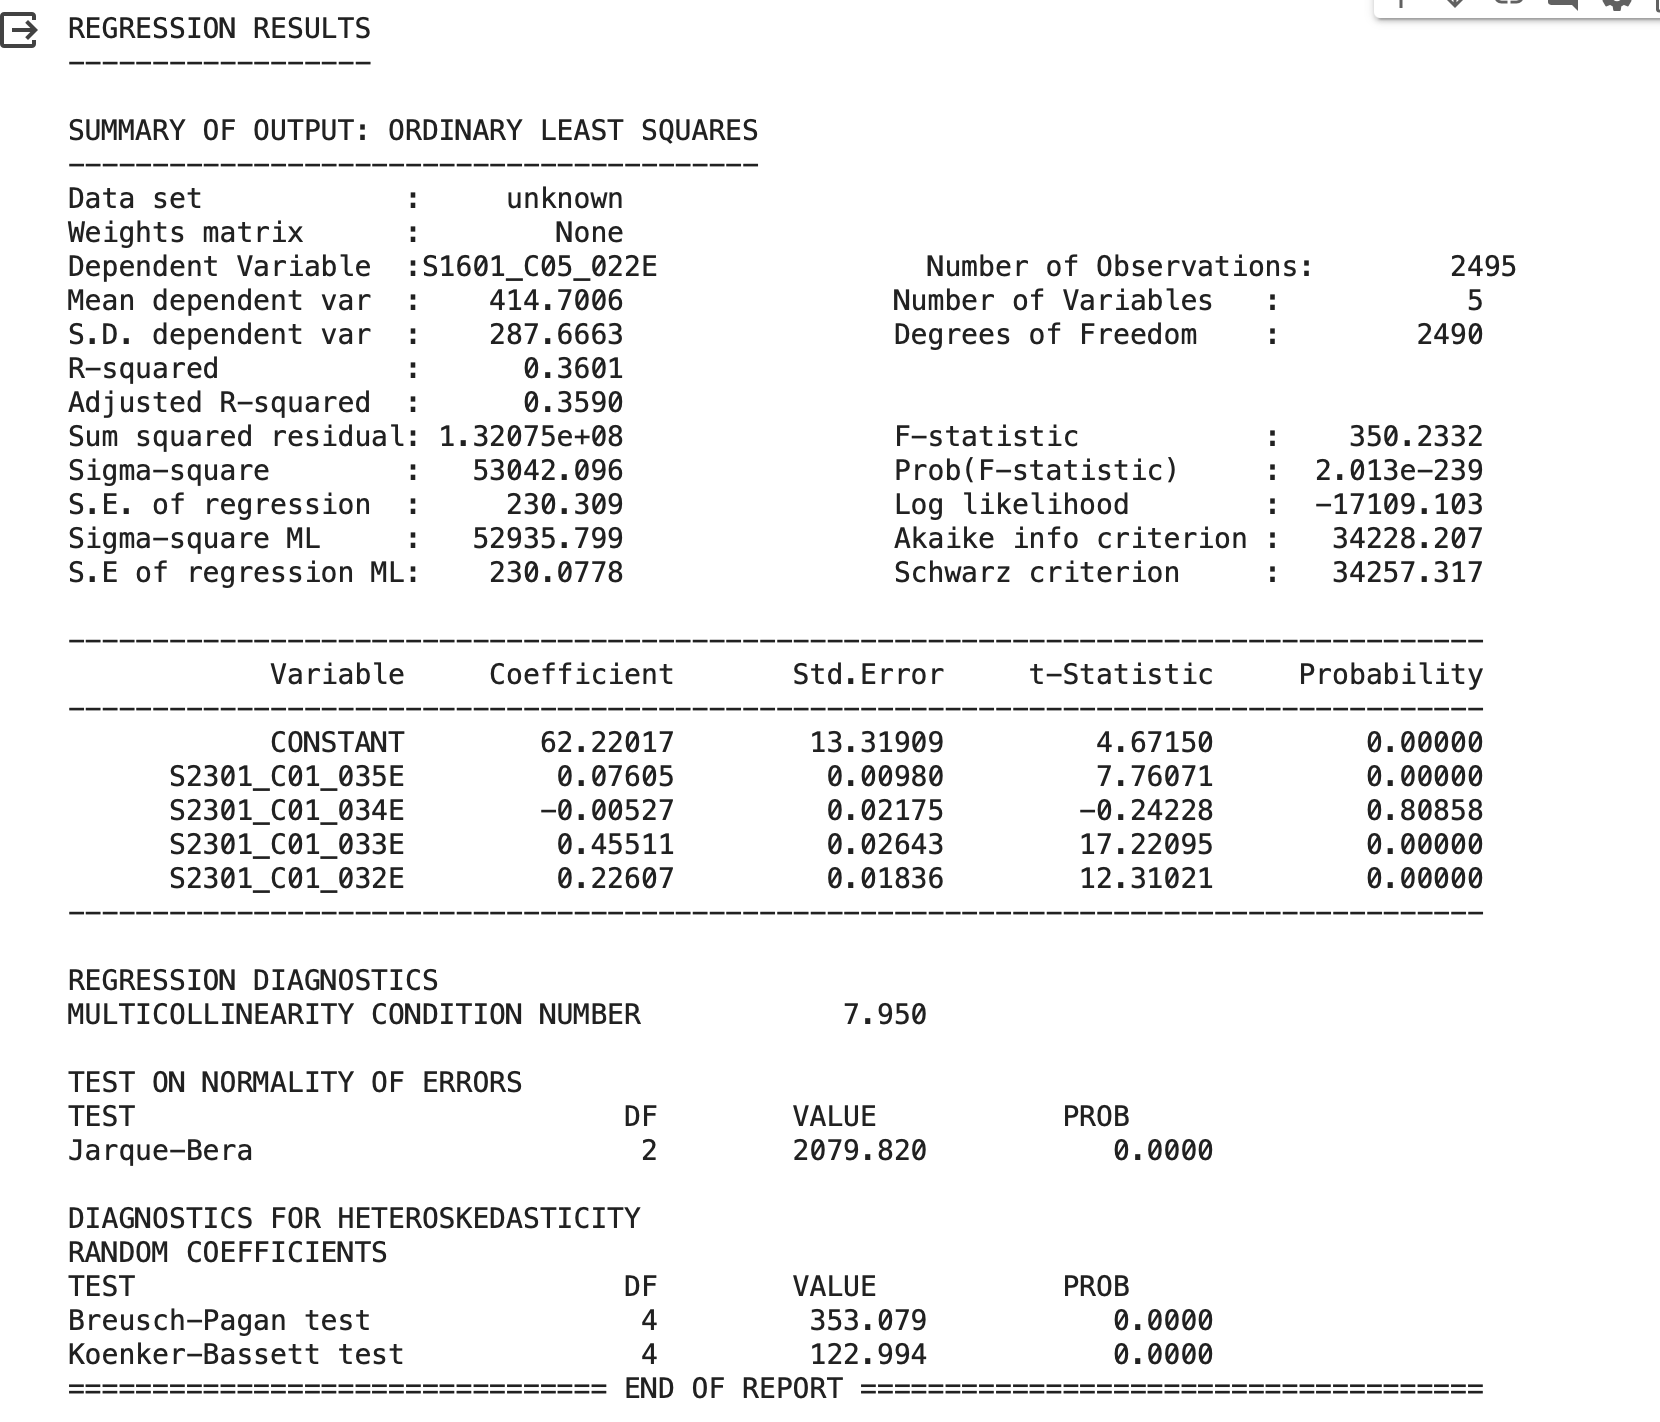 REGRESSION RESULTS
------------------
SUMMARY OF OUTPUT: ORDINARY LEAST SQUARES
-----------------------------------------
Data set            :     unknown
Weights matrix      :        None
Dependent Variable  :S1601_C05_022E                Number of Observations:        2495
Mean dependent var  :    414.7006                Number of Variables   :           5
S.D. dependent var  :    287.6663                Degrees of Freedom    :        2490
R-squared           :      0.3601
Adjusted R-squared  :      0.3590
Sum squared residual: 1.32075e+08                F-statistic           :    350.2332
Sigma-square        :   53042.096                Prob(F-statistic)     :  2.013e-239
S.E. of regression  :     230.309                Log likelihood        :  -17109.103
Sigma-square ML     :   52935.799                Akaike info criterion :   34228.207
S.E of regression ML:    230.0778                Schwarz criterion     :   34257.317
------------------------------------------------------------------------------------
            Variable     Coefficient       Std.Error     t-Statistic     Probability
------------------------------------------------------------------------------------
            CONSTANT        62.22017        13.31909         4.67150         0.00000
      S2301_C01_035E         0.07605         0.00980         7.76071         0.00000
      S2301_C01_034E        -0.00527         0.02175        -0.24228         0.80858
      S2301_C01_033E         0.45511         0.02643        17.22095         0.00000
      S2301_C01_032E         0.22607         0.01836        12.31021         0.00000
------------------------------------------------------------------------------------
REGRESSION DIAGNOSTICS
MULTICOLLINEARITY CONDITION NUMBER            7.950
TEST ON NORMALITY OF ERRORS
TEST                             DF        VALUE           PROB
Jarque-Bera                       2        2079.820           0.0000
DIAGNOSTICS FOR HETEROSKEDASTICITY
RANDOM COEFFICIENTS
TEST                             DF        VALUE           PROB
Breusch-Pagan test                4         353.079           0.0000
Koenker-Bassett test              4         122.994           0.0000
================================ END OF REPORT =====================================